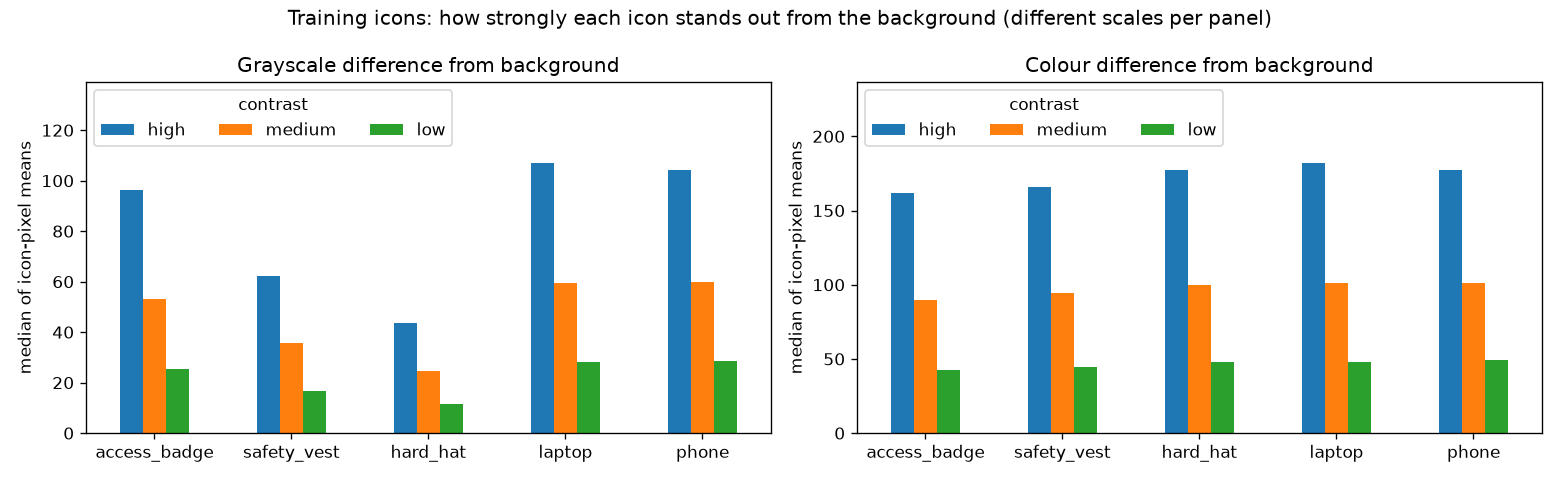 Training icons: how strongly each icon stands out from the background (different scales per panel)
Grayscale difference from background
median of icon-pixel means
120
100
80
60
40
20
0
contrast
high medium low
access_badge safety_vest hard_hat laptop phone
Colour difference from background
median of icon-pixel means
200
150
100
50
0
contrast
high medium low
access_badge safety_vest hard_hat laptop phone